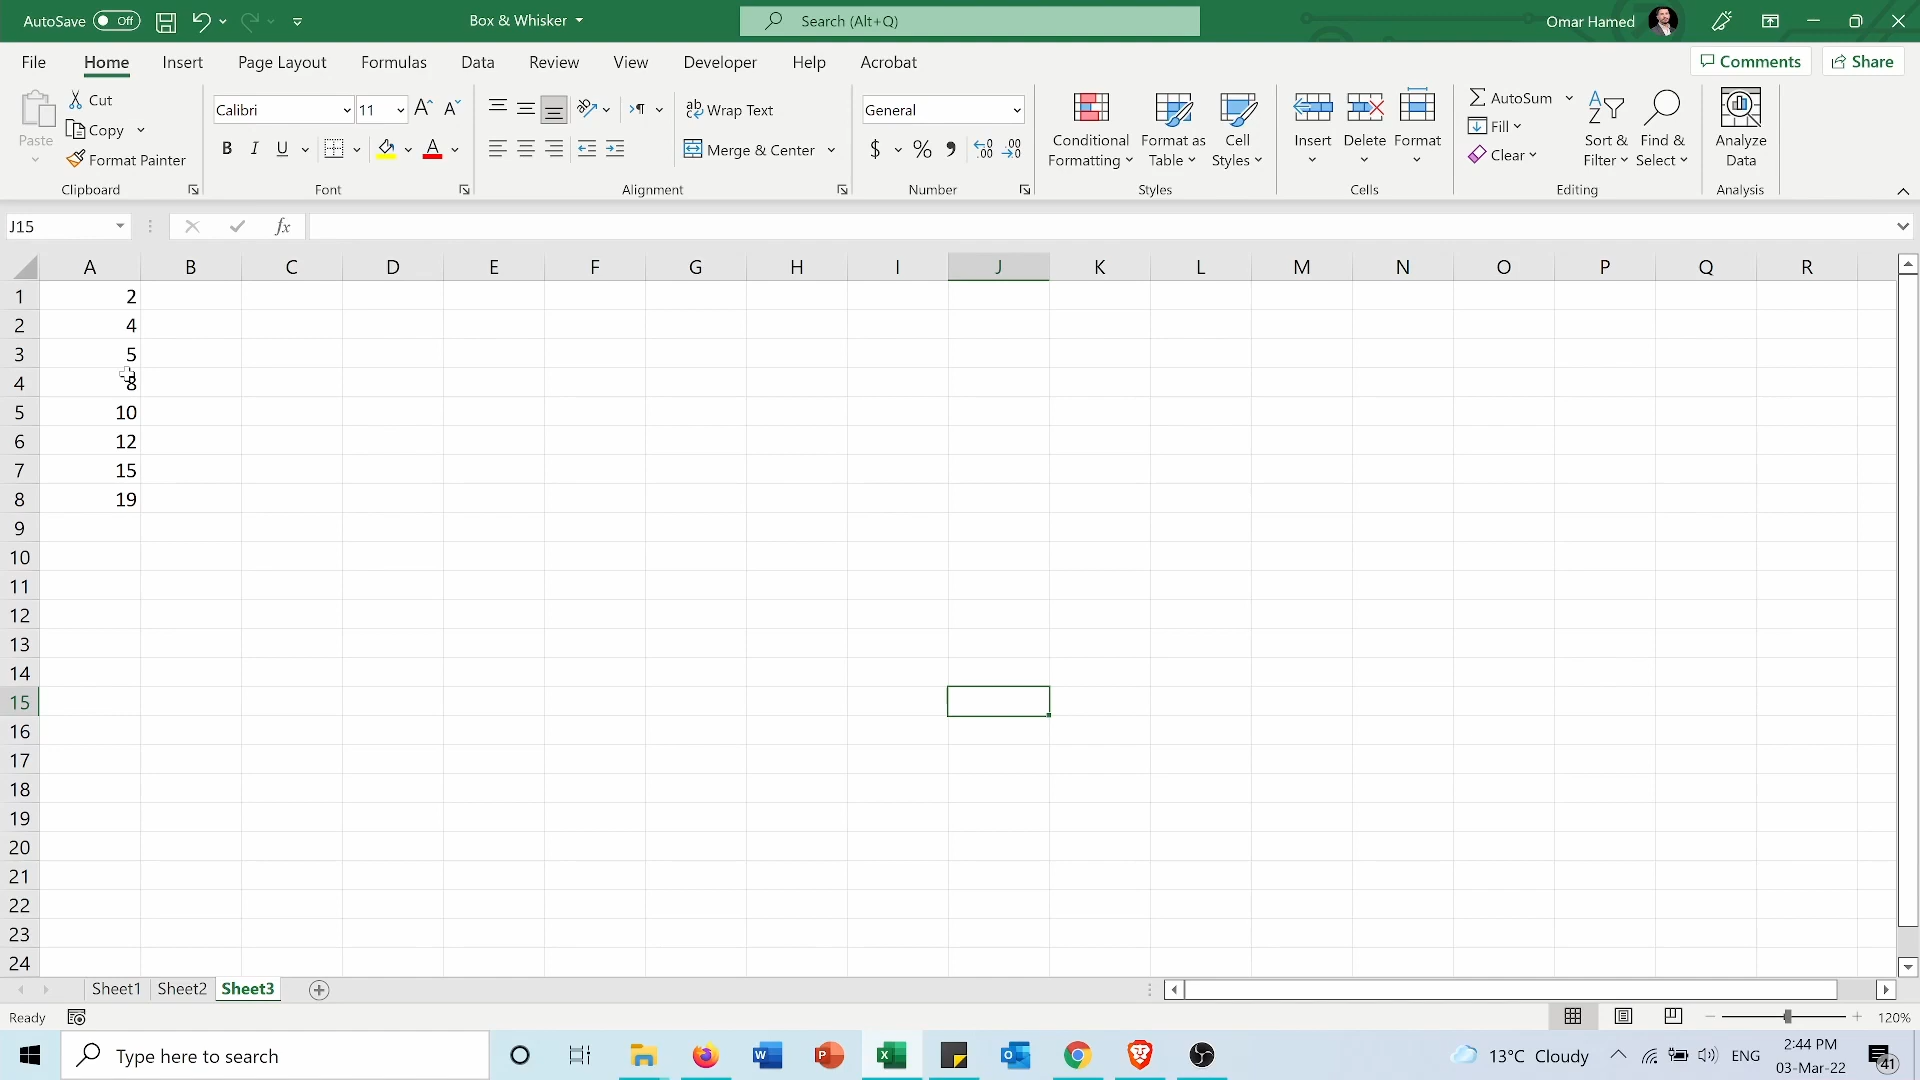 AutoSave Off Box & Whisker Search (Alt+Q) Omar Hamed
File Home Insert Page Layout Formulas Data Review View Developer Help Acrobat Comments Share
Paste Cut Copy Format Painter Clipboard
Calibri 11 B I U A Font
ab Wrap Text Merge & Center Alignment
General $ % Number
Conditional Formatting Format as Table Cell Styles Styles
Insert Delete Format Cells
AutoSum Fill Clear Sort & Filter Find & Select Editing
Analyze Data Analysis
J15 fx
A B C D E F G H I J K L M N O P Q R
1 2
2 4
3 5
4 8
5 10
6 12
7 15
8 19
9
10
11
12
13
14
15
16
17
18
19
20
21
22
23
24
Sheet1 Sheet2 Sheet3
Ready 120%
Type here to search 13°C Cloudy ENG 2:44 PM
03-Mar-22 41